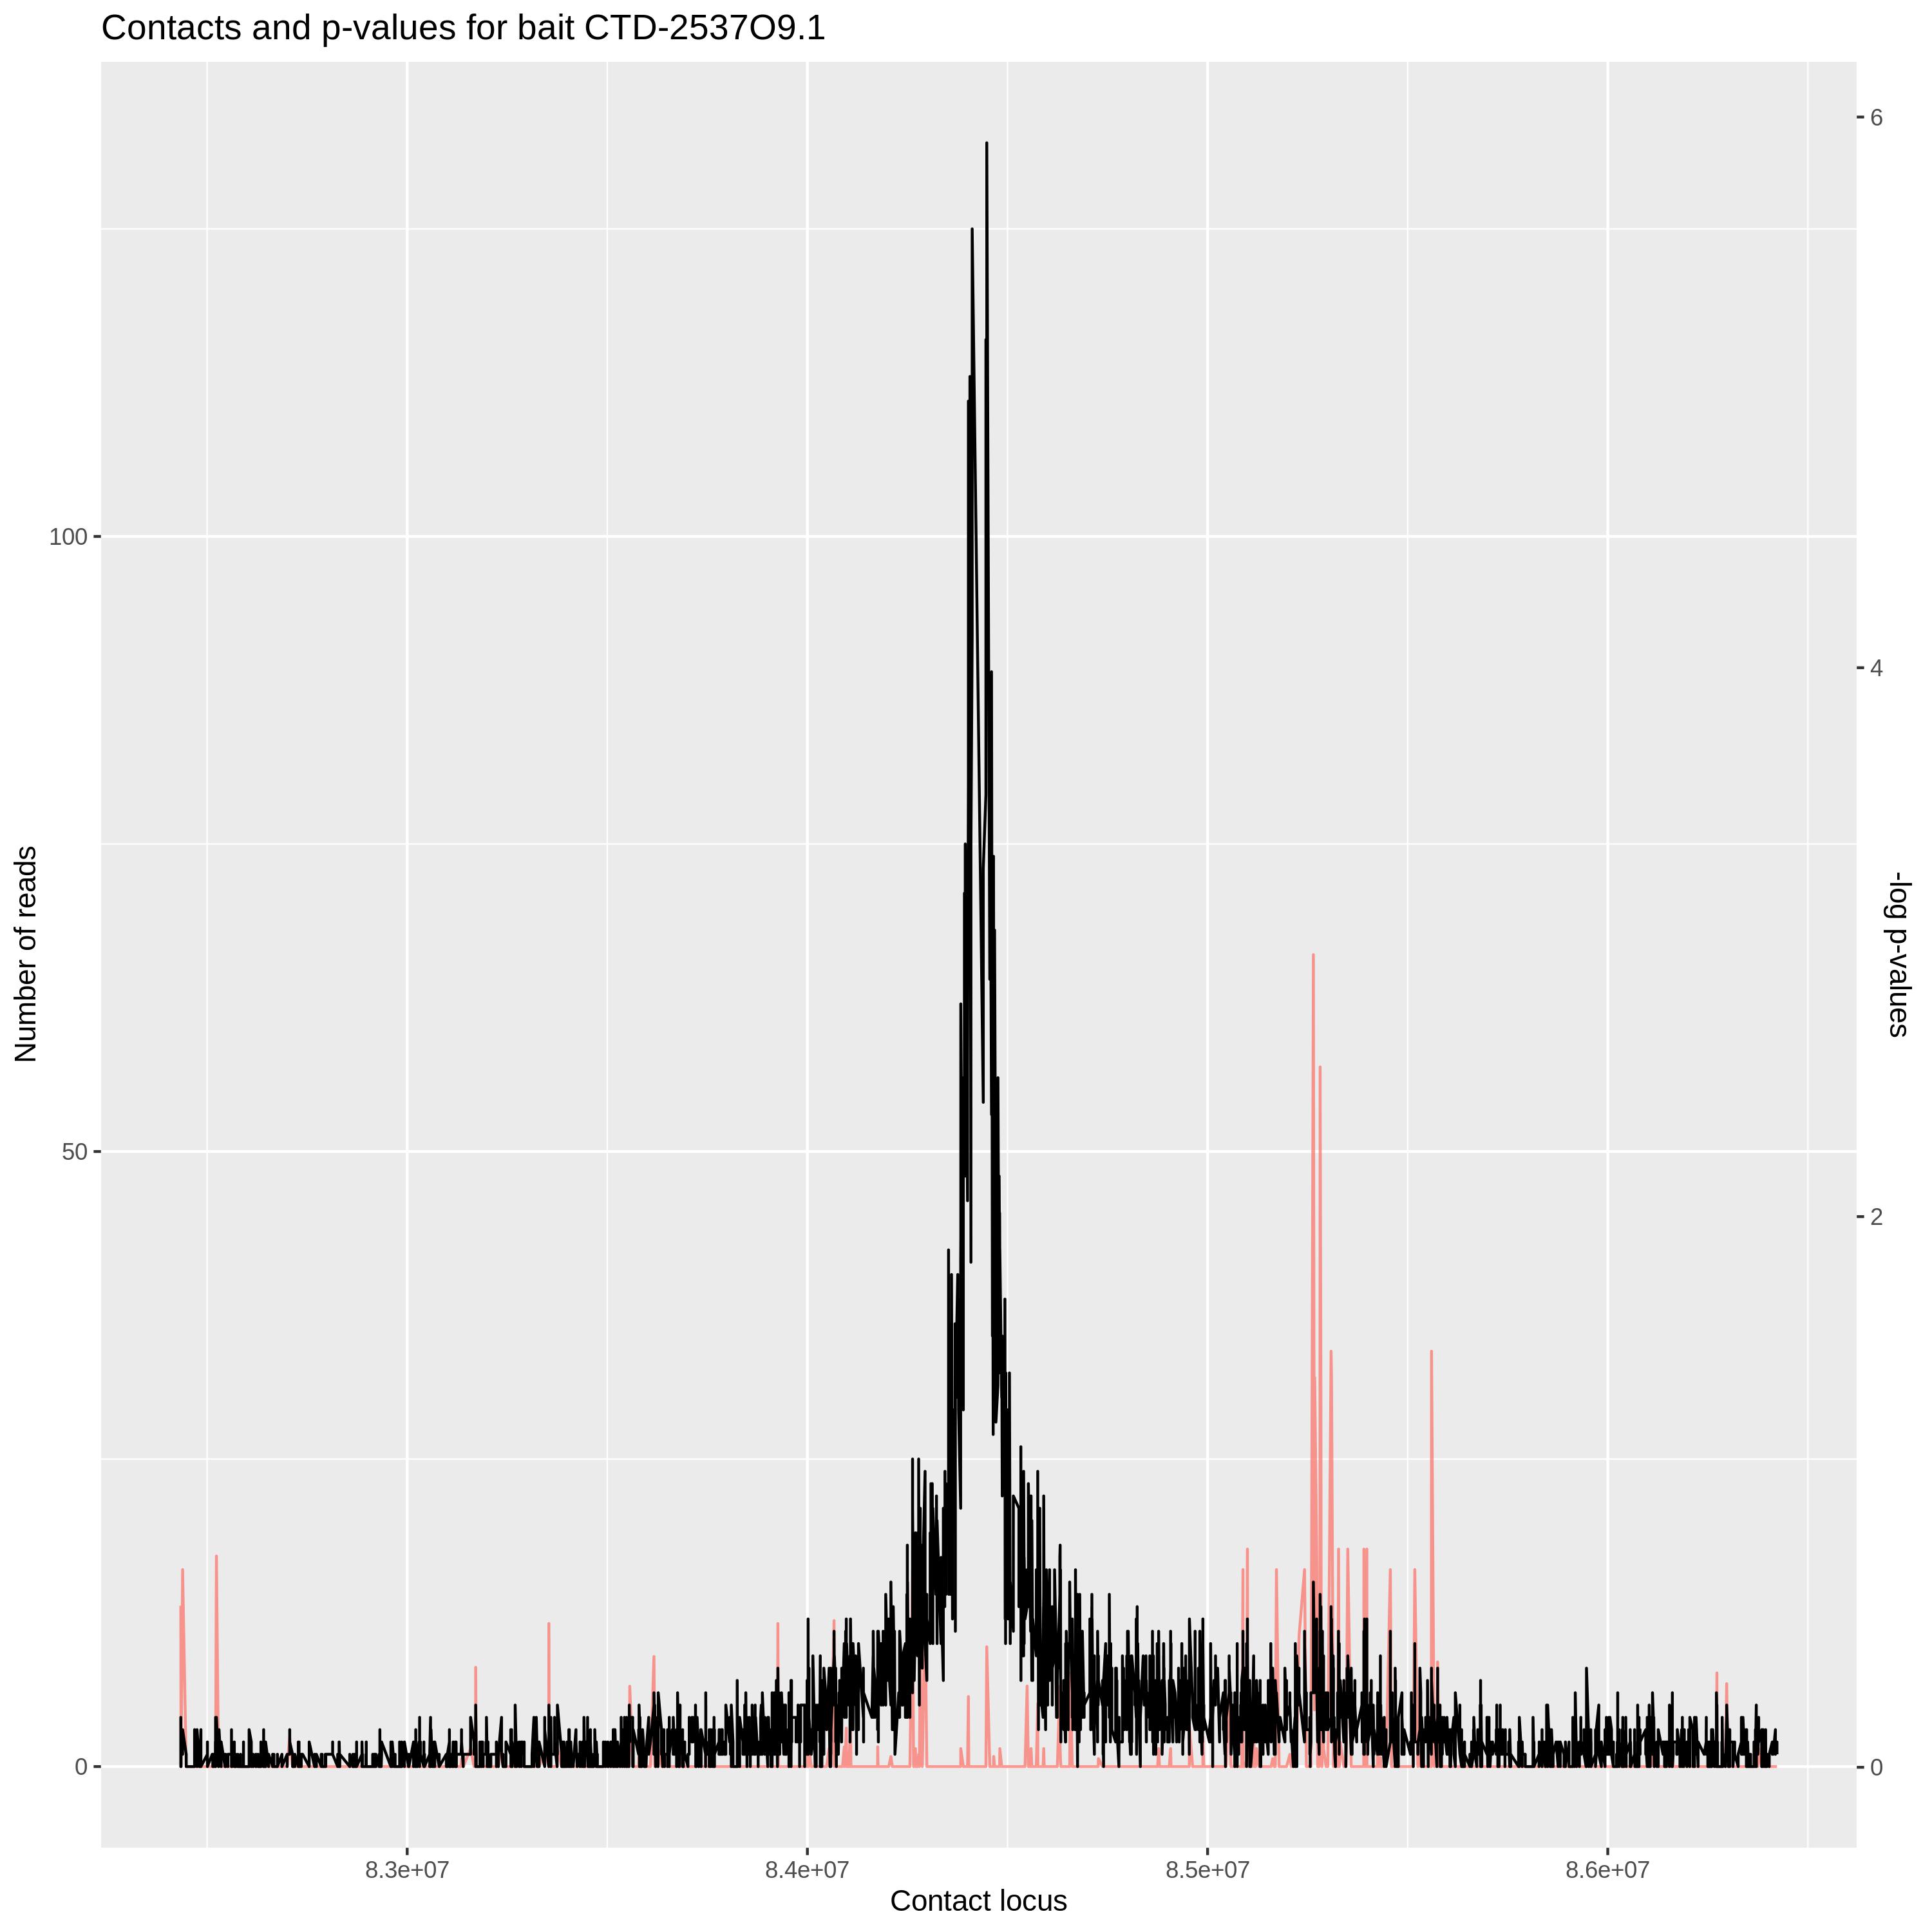 Contacts and p-values for bait CTD-2537O9.1
Number of reads
100
50
0
6
4
2
0
-log p-values
8.3e+07 8.4e+07 8.5e+07 8.6e+07
Contact locus